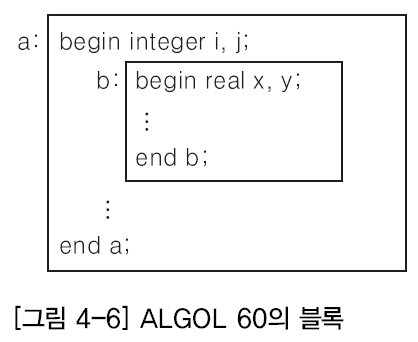 a: begin integer i, j;
b: begin real x, y;
⋮
end b;
⋮
end a;
[그림 4-6] ALGOL 60의 블록